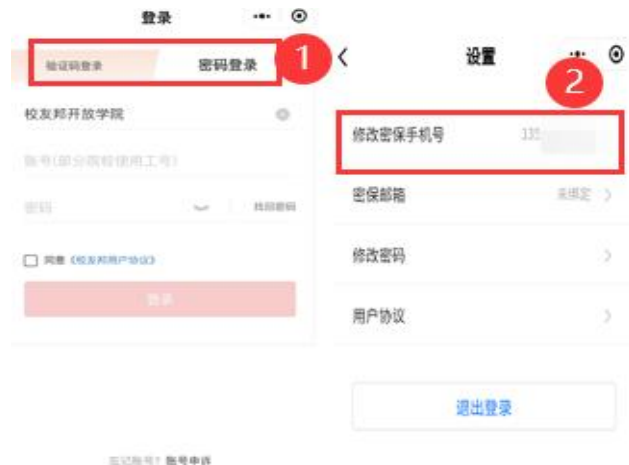 登录
验证码登录 密码登录
1
校友邦开放学院
账号(部分院校使用工号)
密码 找回密码
同意《校友邦用户协议》
登录
忘记账号? 账号申诉
设置
2
修改密保手机号 135
密保邮箱 未绑定
修改密码
用户协议
退出登录